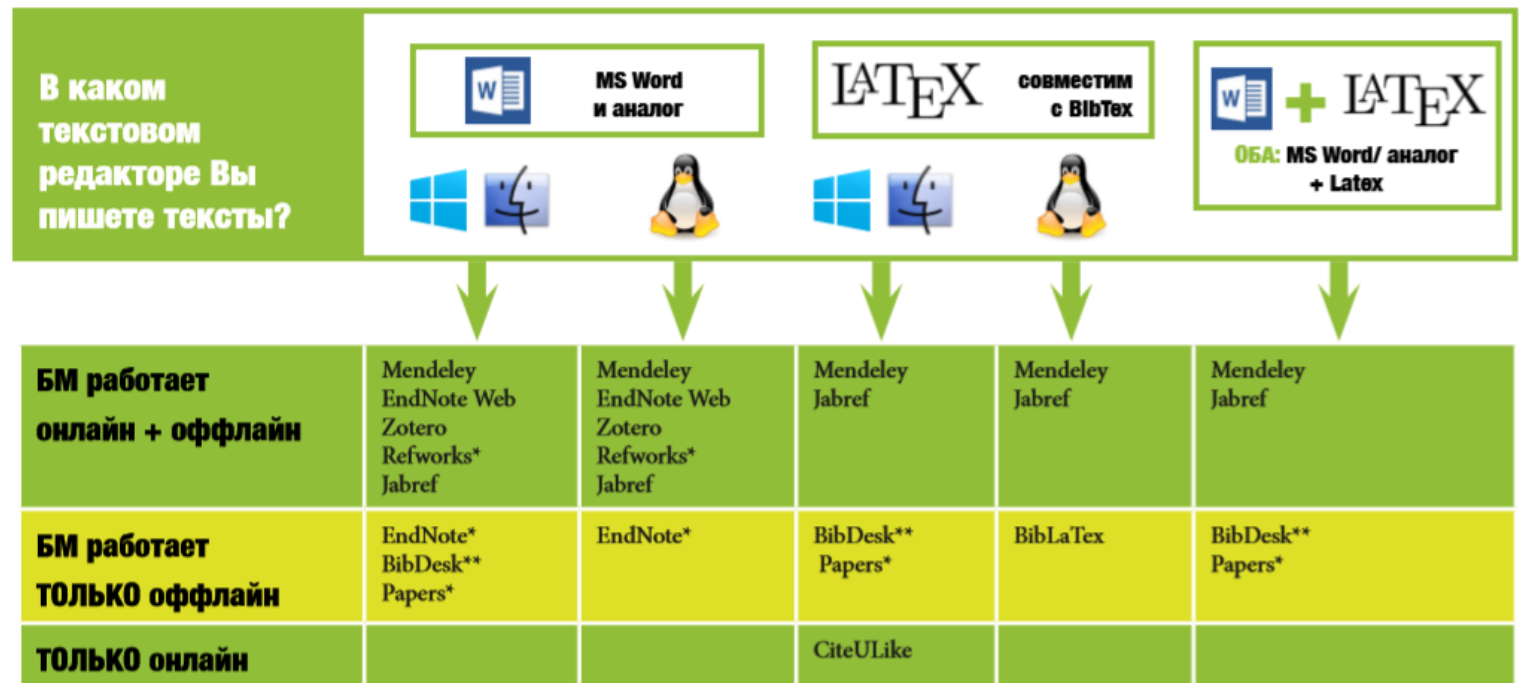 В каком
текстовом
редакторе Вы
пишете тексты?
W
MS Word
и аналог
LATEX
совместим
с BibTex
W + LATEX
ОБА: MS Word/ аналог
+ Latex
БМ работает
онлайн + оффлайн
Mendeley
EndNote Web
Zotero
Refworks*
Jabref
Mendeley
EndNote Web
Zotero
Refworks*
Jabref
Mendeley
Jabref
Mendeley
Jabref
Mendeley
Jabref
БМ работает
ТОЛЬКО оффлайн
EndNote*
BibDesk**
Papers*
EndNote*
BibDesk**
Papers*
BibLaTex
BibDesk**
Papers*
ТОЛЬКО онлайн
CiteULike